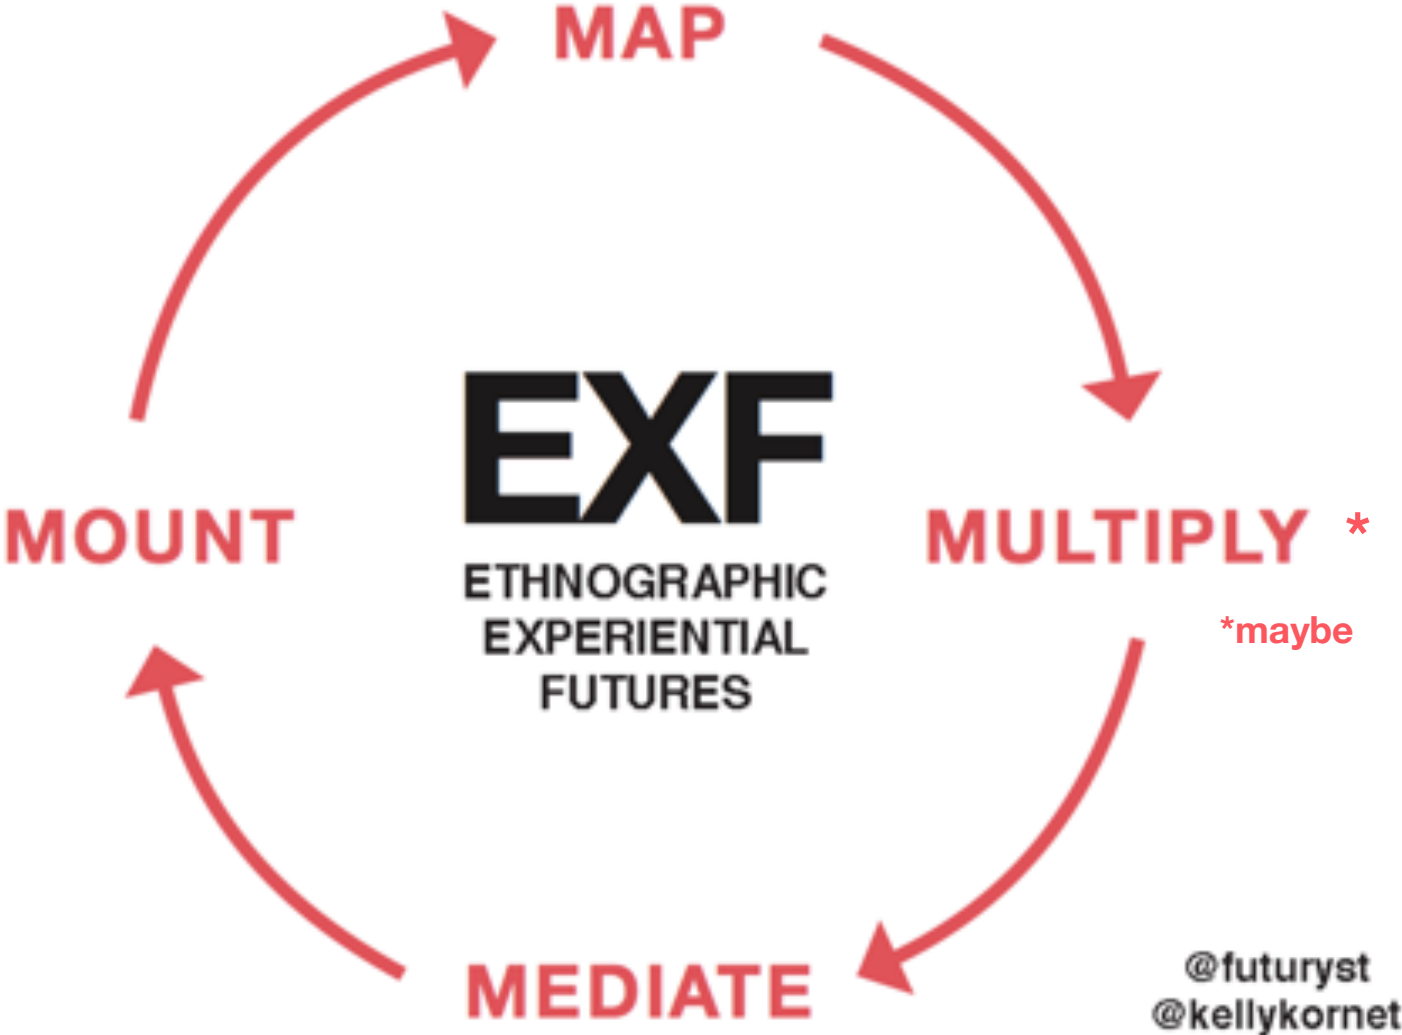 MAP
EXF
MOUNT
MULTIPLY *
ETHNOGRAPHIC
EXPERIENTIAL
FUTURES
*maybe
MEDIATE
@futuryst
@kellykornet